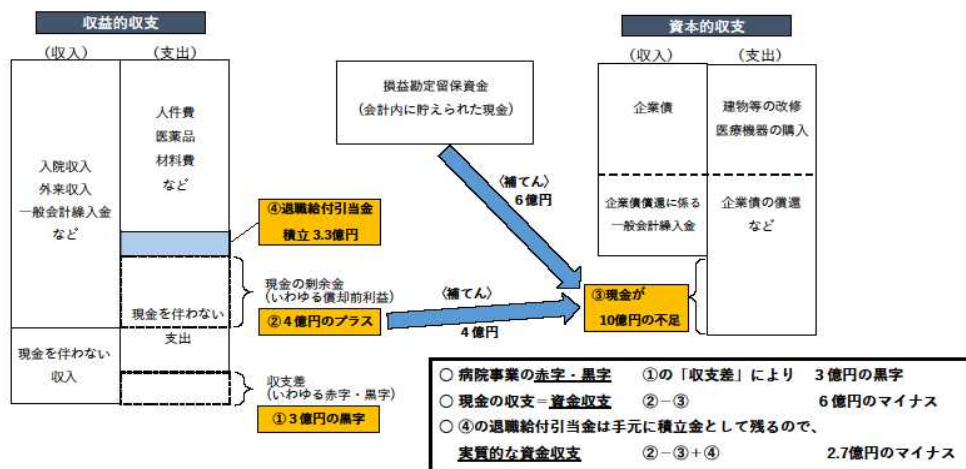 収益的収支
(収入)
(支出)
入院収入
外来収入
一般会計繰入金
など
人件費
医薬品
材料費
など
④退職給付引当金
積立 3.3億円
現金の剰余金
(いわゆる償却前利益)
②４億円のプラス
現金を伴わない
支出
現金を伴わない
収入
収支差
(いわゆる赤字・黒字)
①３億円の黒字
損益勘定留保資金
(会計内に貯えられた現金)
〈補てん〉
６億円
〈補てん〉
４億円
資本的収支
(収入)
(支出)
企業債
建物等の改修
医療機器の購入
企業債償還に係る
一般会計繰入金
企業債の償還
など
③現金が
10億円の不足
○ 病院事業の赤字・黒字 ①の「収支差」により ３億円の黒字
○ 現金の収支＝資金収支 ②－③ ６億円のマイナス
○ ④の退職給付引当金は手元に積立金として残るので、
実質的な資金収支 ②－③＋④ 2.7億円のマイナス